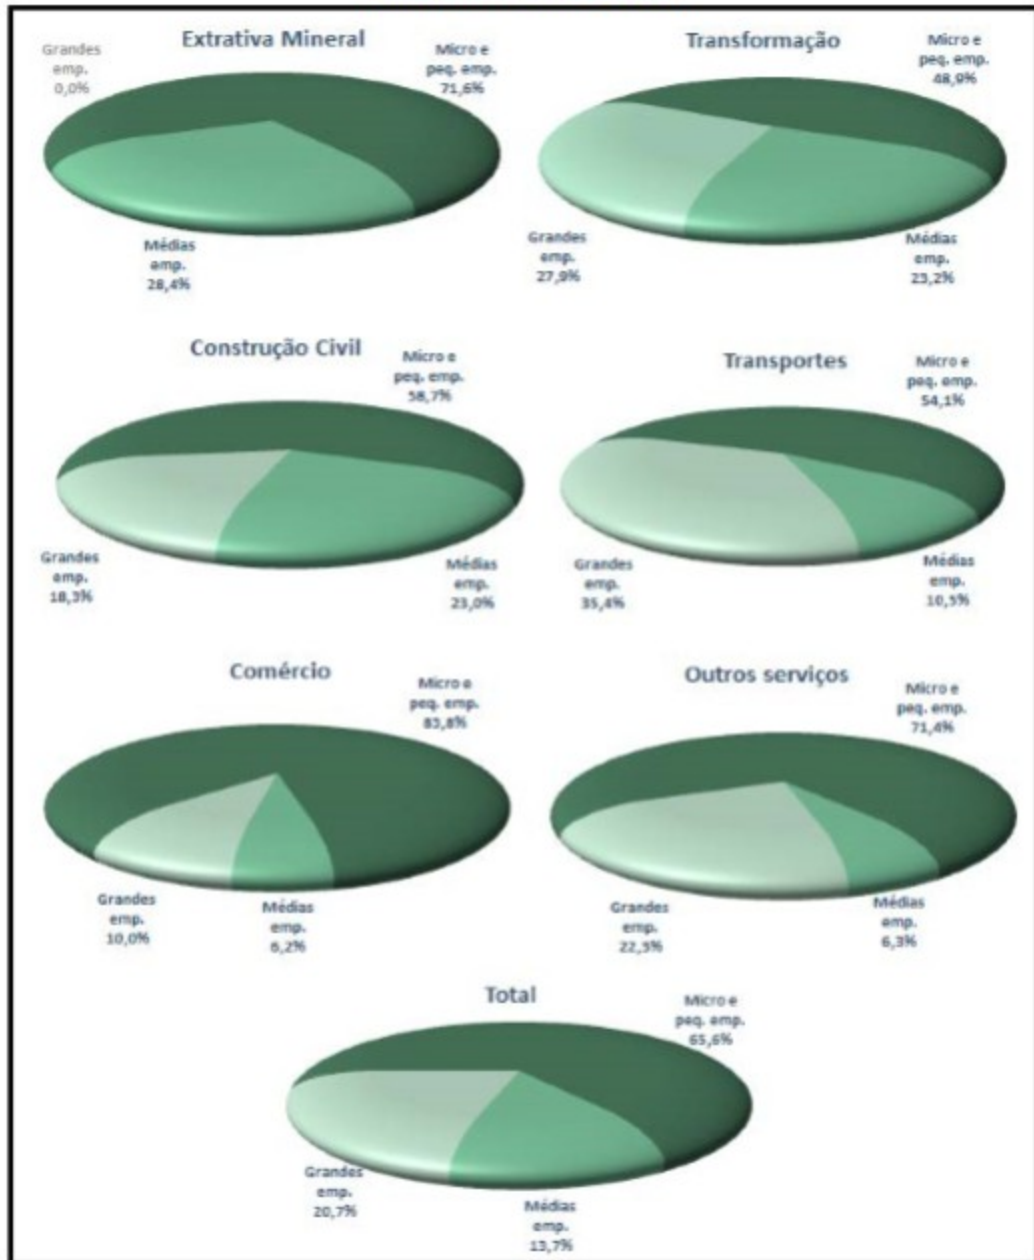 Extrativa Mineral
Grandes
emp.
0,0%
Micro e
peq. emp.
71,6%
Médias
emp.
28,4%
Transformação
Micro e
peq. emp.
48,9%
Grandes
emp.
27,9%
Médias
emp.
23,2%
Construção Civil
Micro e
peq. emp.
58,7%
Grandes
emp.
18,3%
Médias
emp.
23,0%
Transportes
Micro e
peq. emp.
54,1%
Grandes
emp.
35,4%
Médias
emp.
10,5%
Comércio
Micro e
peq. emp.
83,8%
Grandes
emp.
10,0%
Médias
emp.
6,2%
Outros serviços
Micro e
peq. emp.
71,4%
Grandes
emp.
22,3%
Médias
emp.
6,3%
Total
Micro e
peq. emp.
65,6%
Grandes
emp.
20,7%
Médias
emp.
13,7%